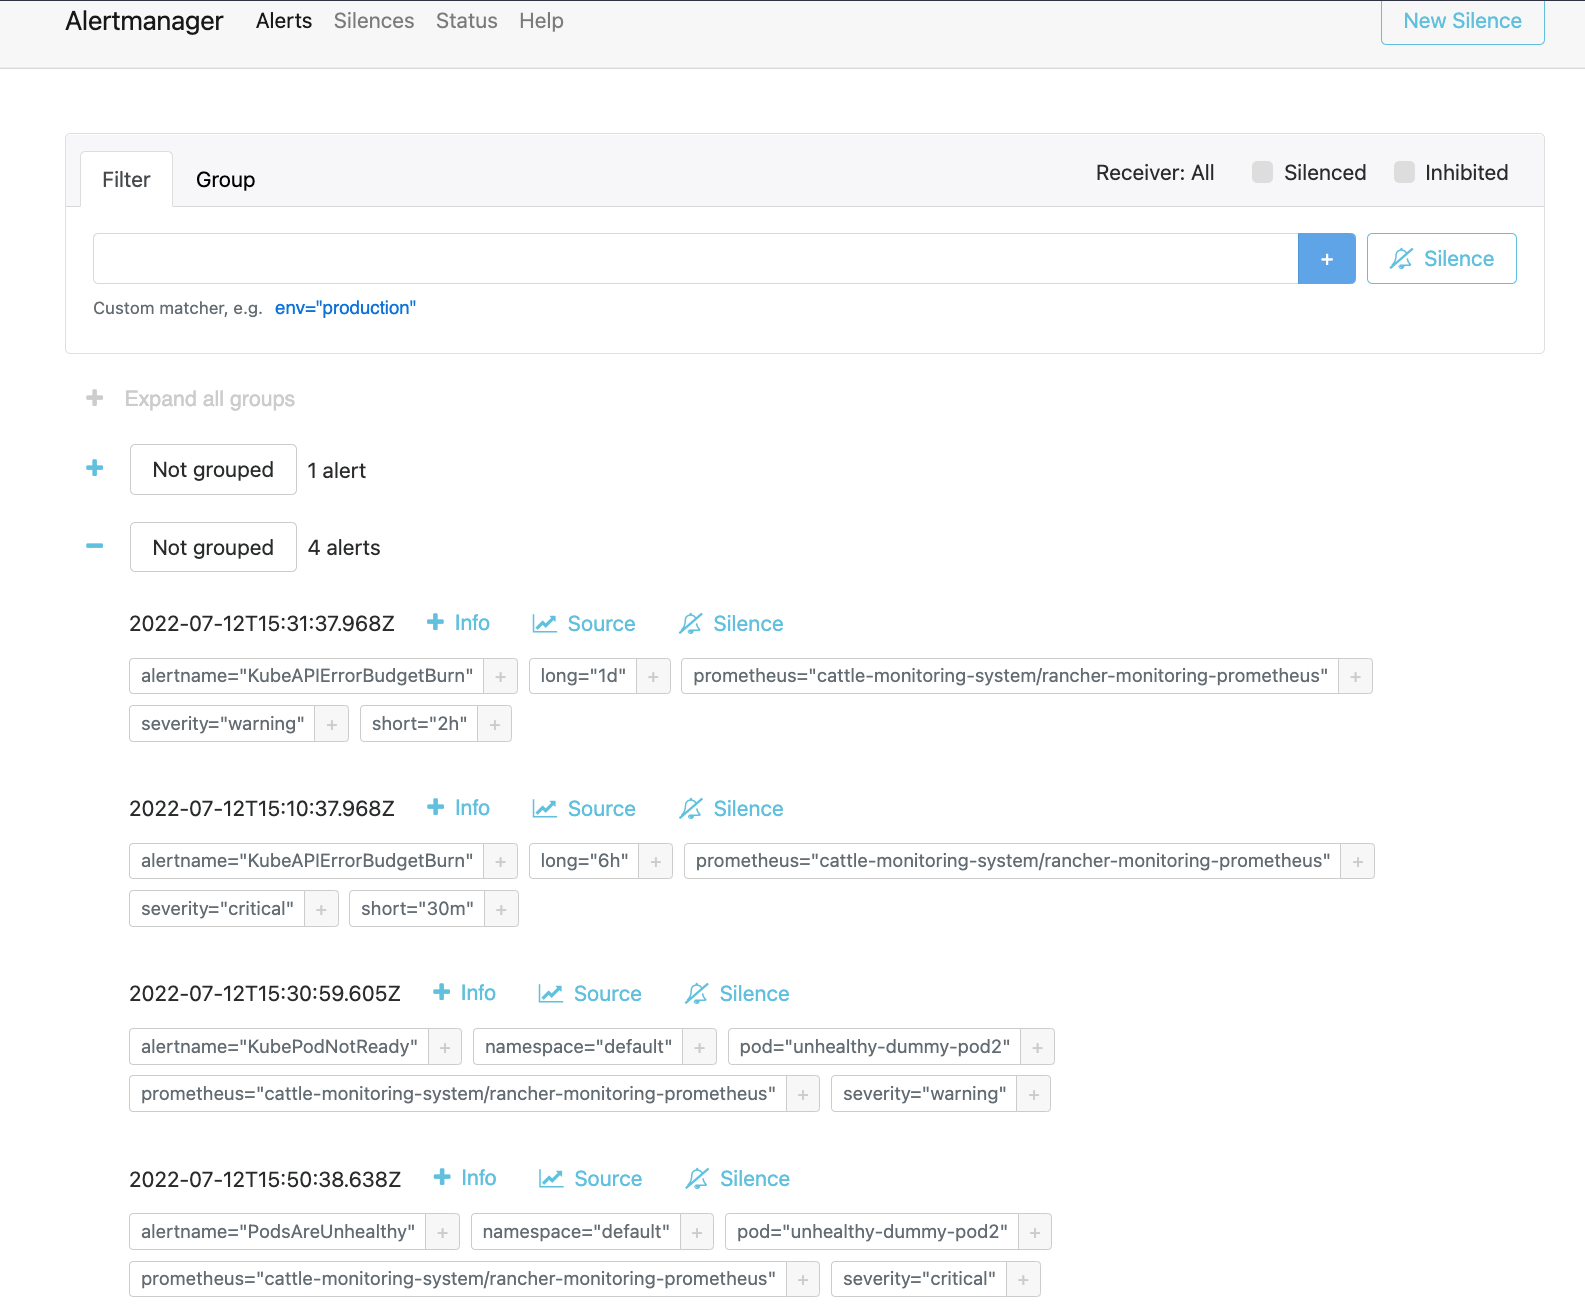 Alertmanager Alerts Silences Status Help New Silence
Filter Group Receiver: All Silenced Inhibited
+ Silence
Custom matcher, e.g. env="production"
+ Expand all groups
+ Not grouped 1 alert
− Not grouped 4 alerts
2022-07-12T15:31:37.968Z + Info Source Silence
alertname="KubeAPIErrorBudgetBurn" + long="1d" + prometheus="cattle-monitoring-system/rancher-monitoring-prometheus" +
severity="warning" + short="2h" +
2022-07-12T15:10:37.968Z + Info Source Silence
alertname="KubeAPIErrorBudgetBurn" + long="6h" + prometheus="cattle-monitoring-system/rancher-monitoring-prometheus" +
severity="critical" + short="30m" +
2022-07-12T15:30:59.605Z + Info Source Silence
alertname="KubePodNotReady" + namespace="default" + pod="unhealthy-dummy-pod2" +
prometheus="cattle-monitoring-system/rancher-monitoring-prometheus" + severity="warning" +
2022-07-12T15:50:38.638Z + Info Source Silence
alertname="PodsAreUnhealthy" + namespace="default" + pod="unhealthy-dummy-pod2" +
prometheus="cattle-monitoring-system/rancher-monitoring-prometheus" + severity="critical" +